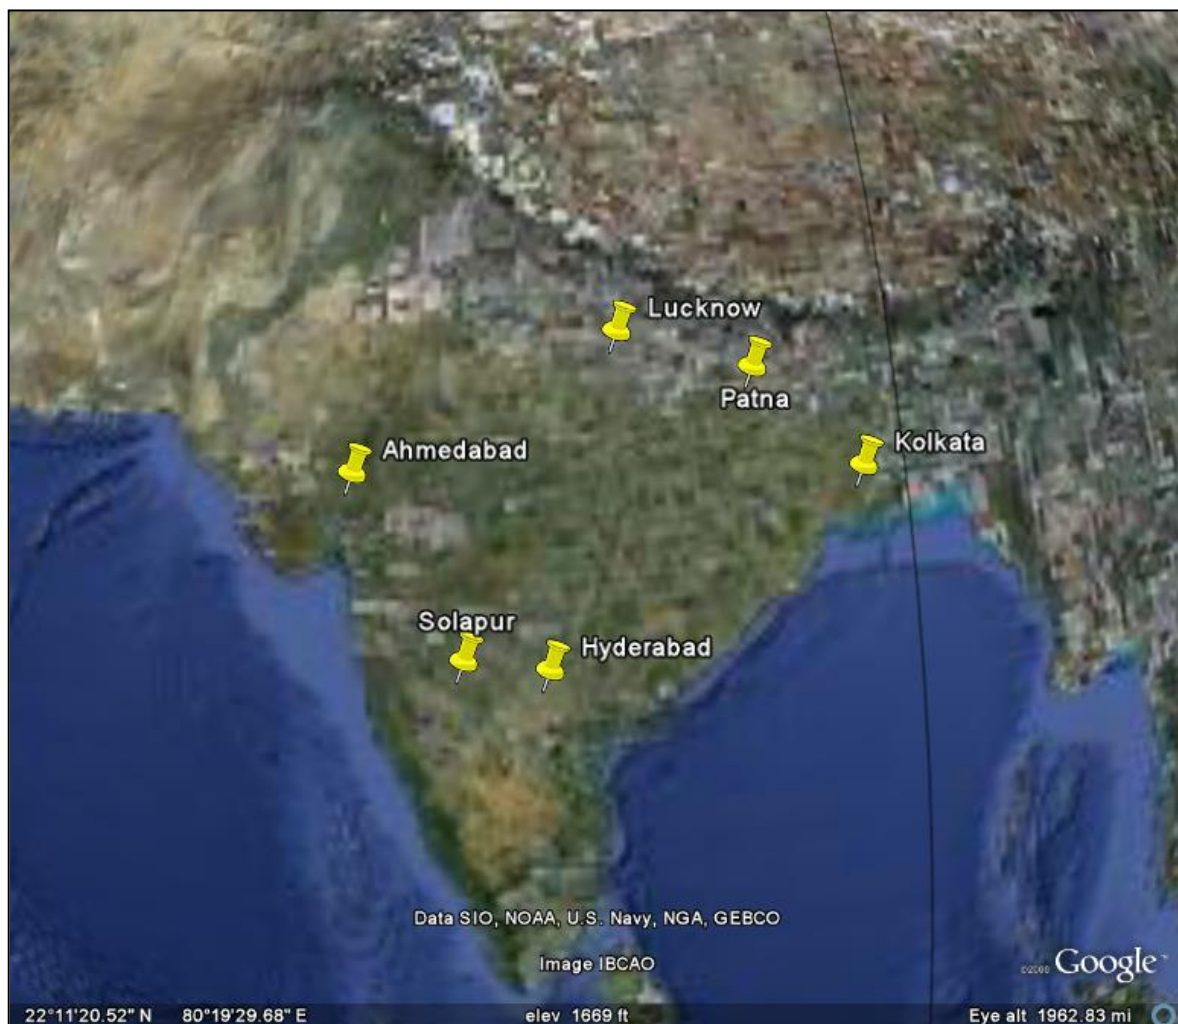 Lucknow
Patna
Ahmedabad
Kolkata
Solapur
Hyderabad
Data SIO, NOAA, U.S. Navy, NGA, GEBCO
Image IBCAO
Google
22°11'20.52" N 80°19'29.68" E elev 1669 ft Eye alt 1962.83 mi